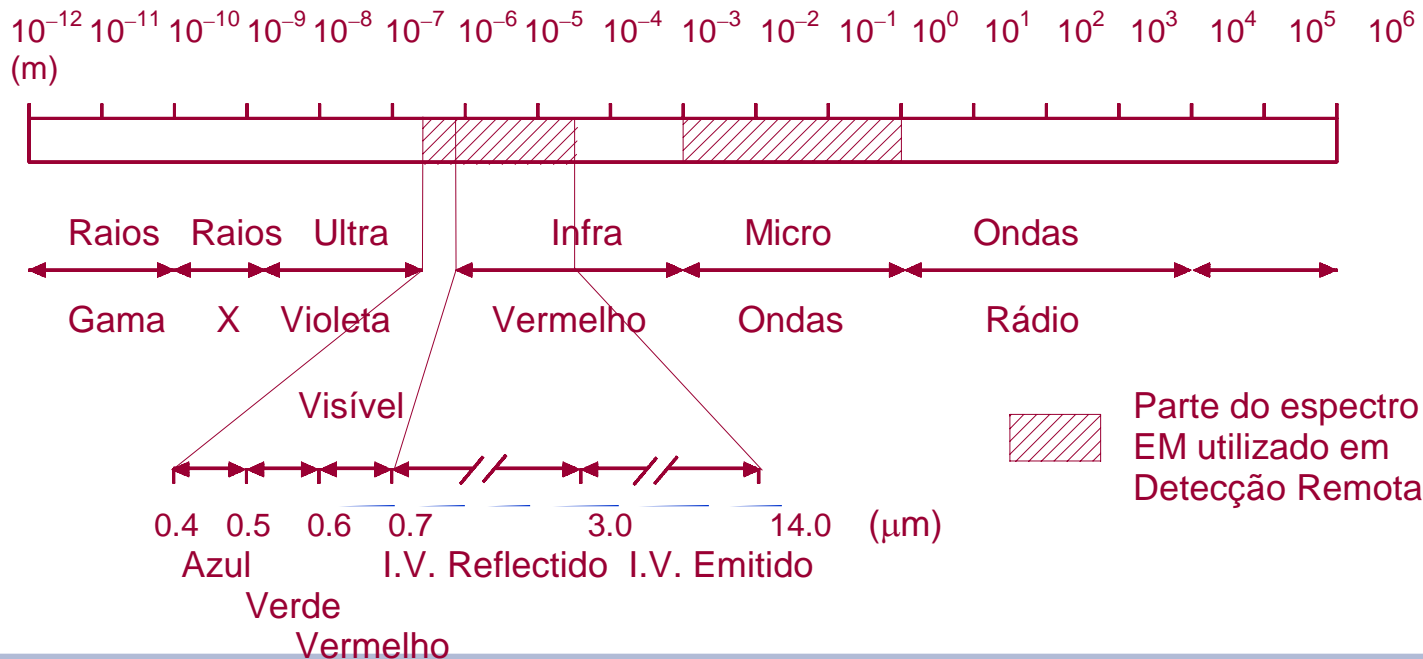 10⁻¹² 10⁻¹¹ 10⁻¹⁰ 10⁻⁹ 10⁻⁸ 10⁻⁷ 10⁻⁶ 10⁻⁵ 10⁻⁴ 10⁻³ 10⁻² 10⁻¹ 10⁰ 10¹ 10² 10³ 10⁴ 10⁵ 10⁶
(m)
Raios Raios Ultra Infra Micro Ondas
Gama X Violeta Vermelho Ondas Rádio
Visível
Parte do espectro
EM utilizado em
Detecção Remota
0.4 0.5 0.6 0.7 3.0 14.0 (μm)
Azul I.V. Reflectido I.V. Emitido
Verde
Vermelho